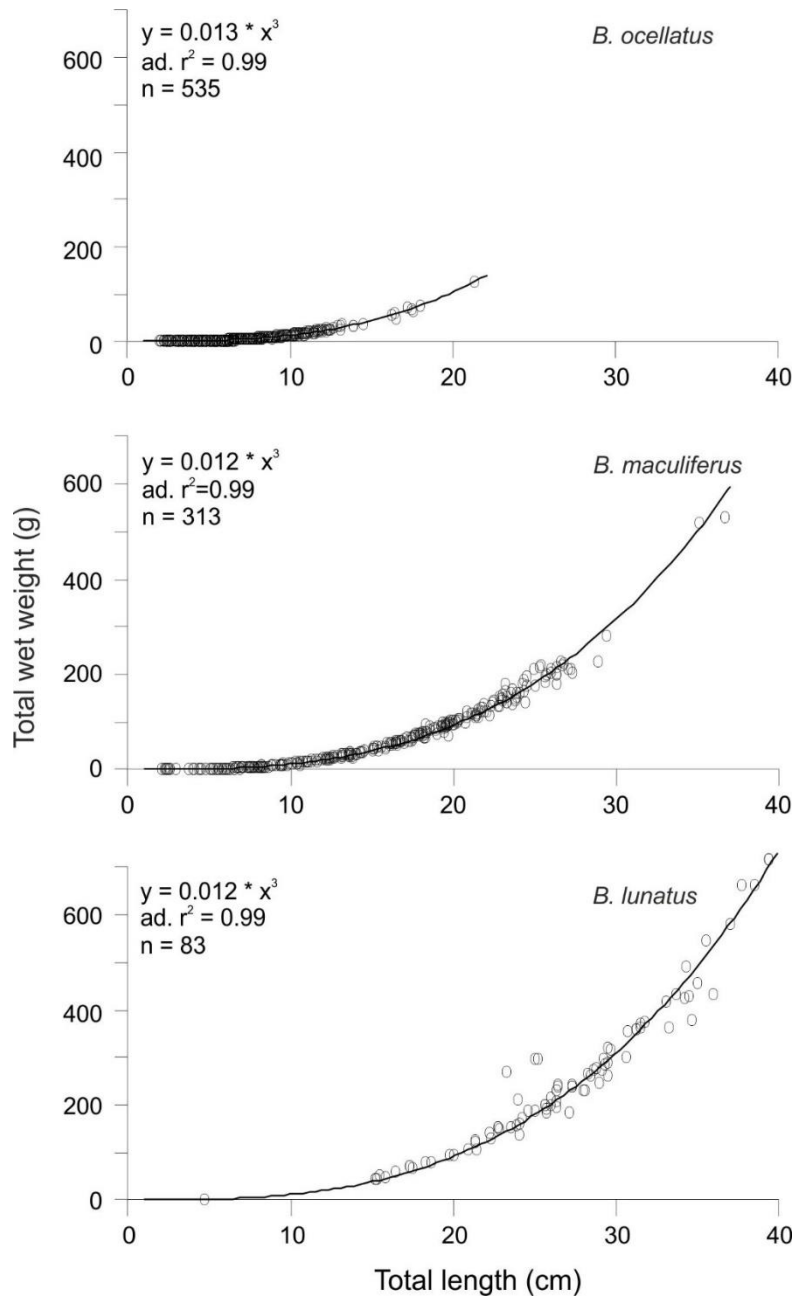 y = 0.013 * x³
ad. r² = 0.99
n = 535
B. ocellatus
600
400
200
0
0 10 20 30 40
y = 0.012 * x³
ad. r²=0.99
n = 313
B. maculiferus
600
400
200
0
0 10 20 30 40
Total wet weight (g)
y = 0.012 * x³
ad. r² = 0.99
n = 83
B. lunatus
600
400
200
0
0 10 20 30 40
Total length (cm)